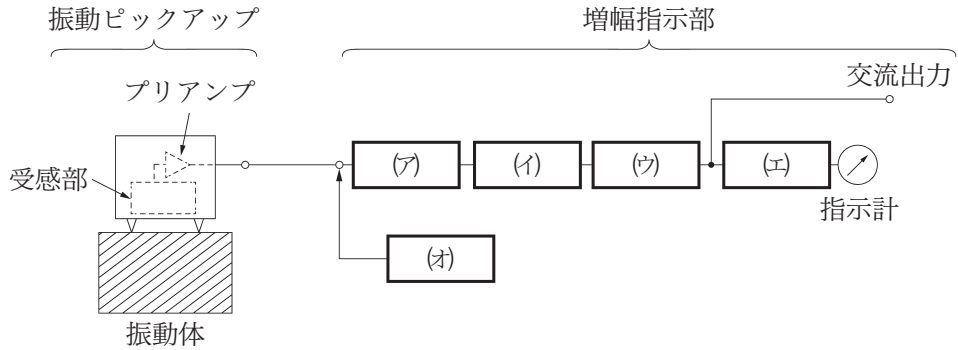 振動ピックアップ
増幅指示部
交流出力
プリアンプ
受感部
(ア)
(イ)
(ウ)
(エ)
指示計
(オ)
振動体